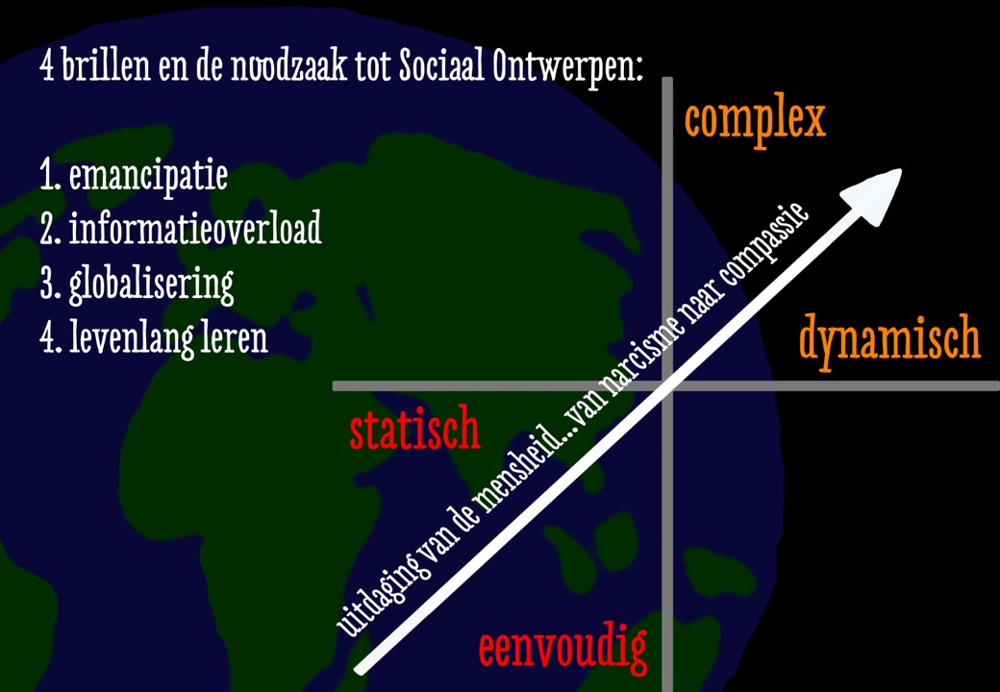 4 brillen en de noodzaak tot Sociaal Ontwerpen:
complex
1. emancipatie
2. informatieoverload
3. globalisering
4. levenlang leren
dynamisch
statisch
uitdaging van de mensheid...van narcisme naar compassie
eenvoudig